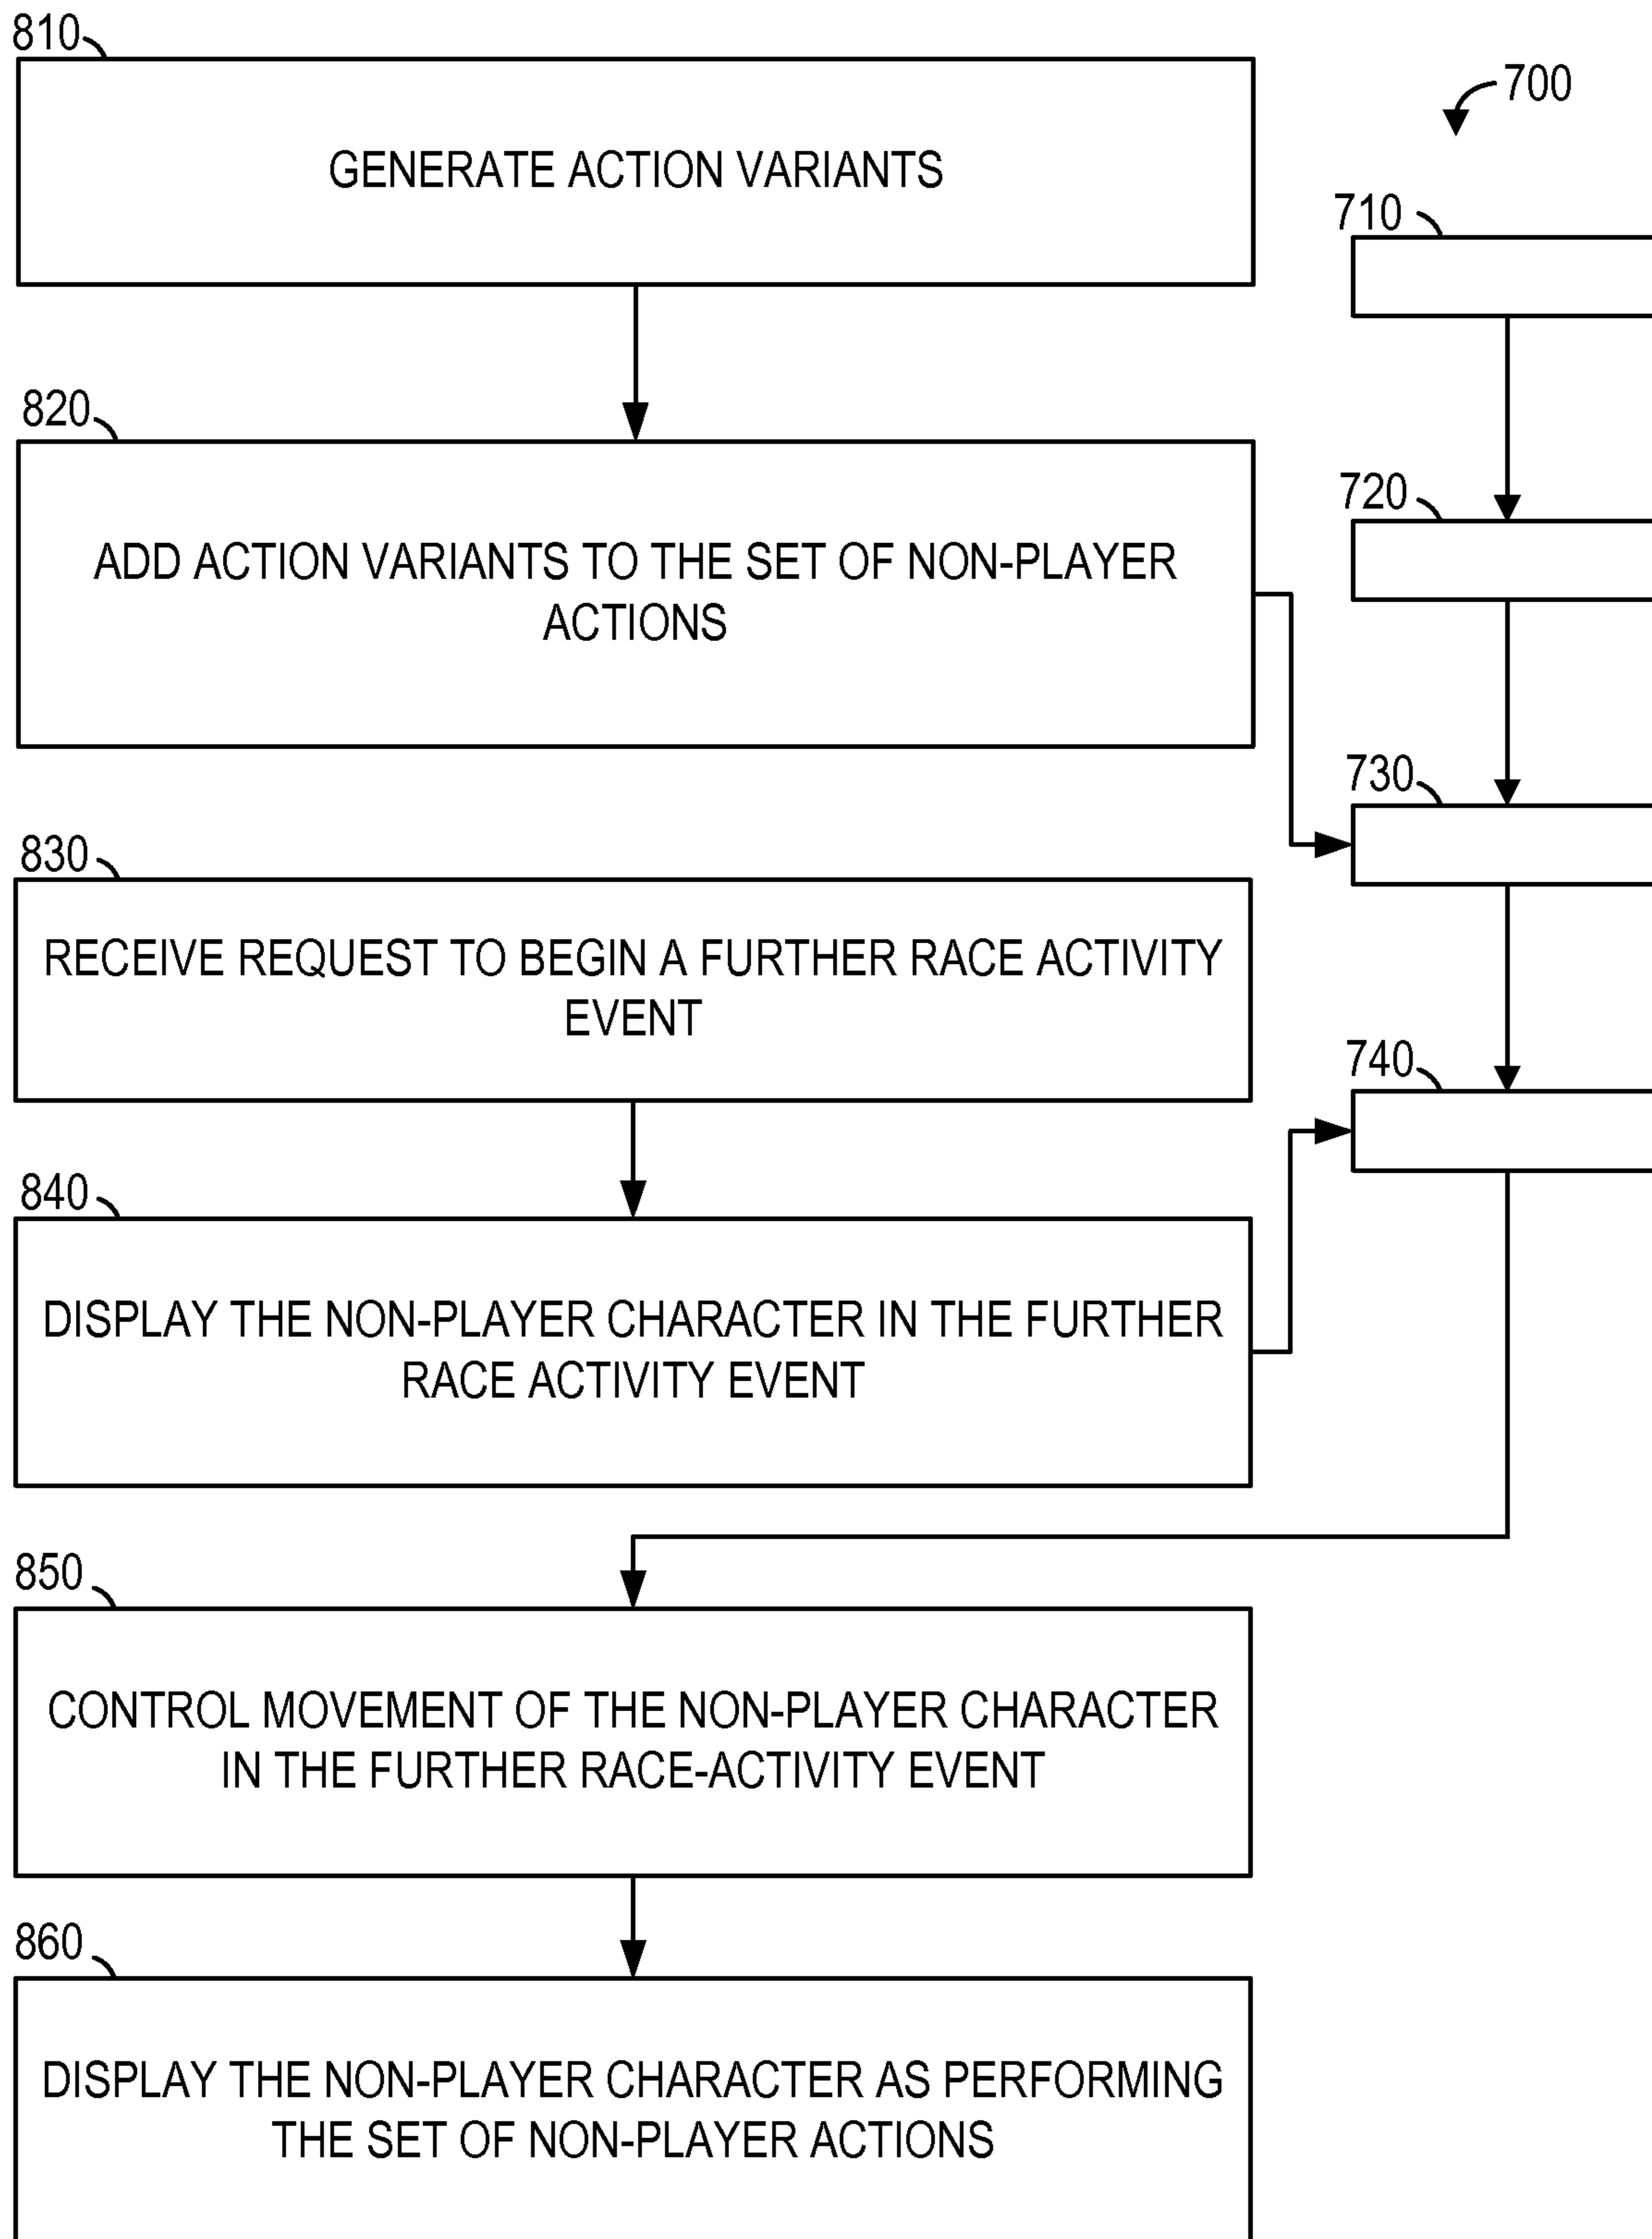 810
GENERATE ACTION VARIANTS
700
710
820
ADD ACTION VARIANTS TO THE SET OF NON-PLAYER
ACTIONS
720
730
830
RECEIVE REQUEST TO BEGIN A FURTHER RACE ACTIVITY
EVENT
740
840
DISPLAY THE NON-PLAYER CHARACTER IN THE FURTHER
RACE ACTIVITY EVENT
850
CONTROL MOVEMENT OF THE NON-PLAYER CHARACTER
IN THE FURTHER RACE-ACTIVITY EVENT
860
DISPLAY THE NON-PLAYER CHARACTER AS PERFORMING
THE SET OF NON-PLAYER ACTIONS